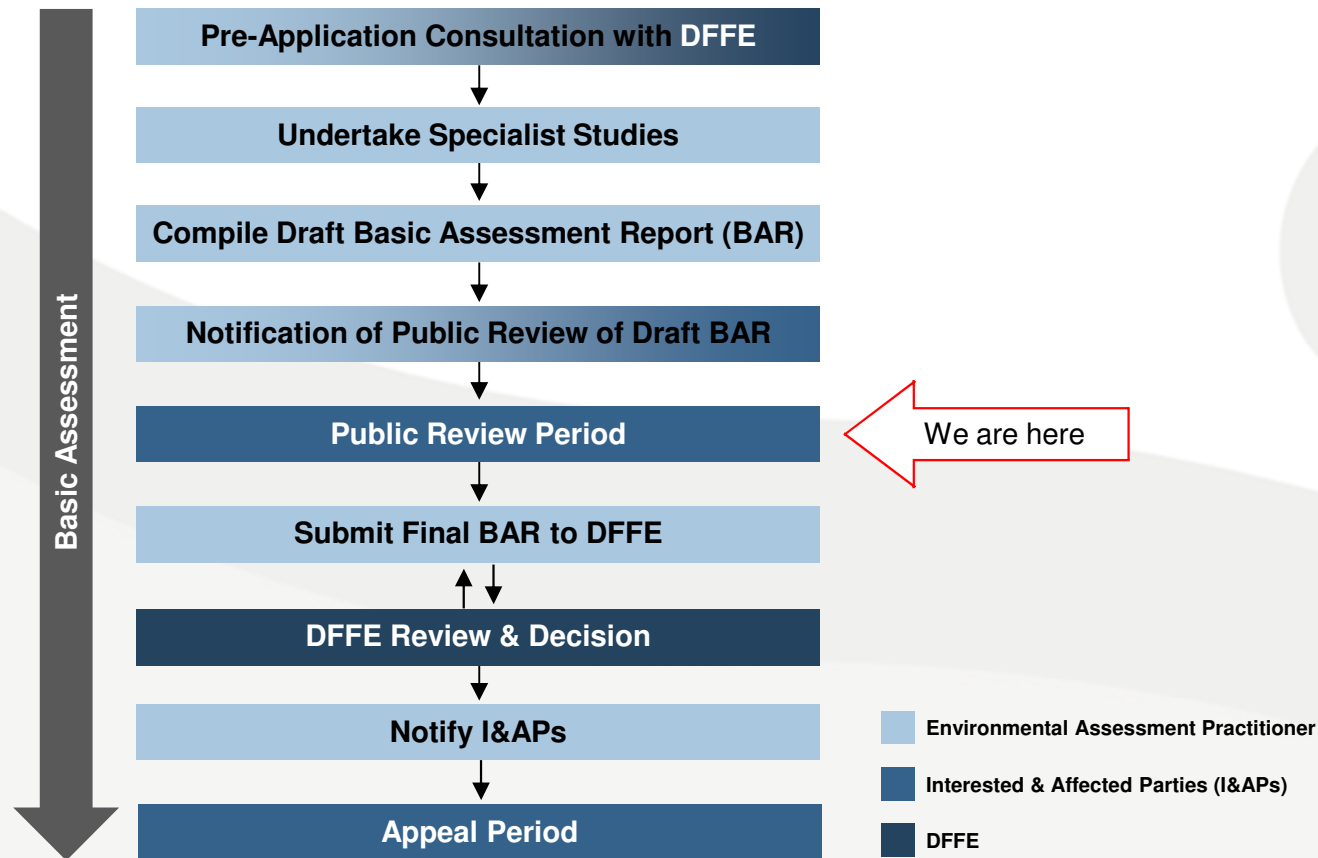 Pre-Application Consultation with DFFE
Undertake Specialist Studies
Compile Draft Basic Assessment Report (BAR)
Notification of Public Review of Draft BAR
Basic Assessment
Public Review Period
We are here
Submit Final BAR to DFFE
DFFE Review & Decision
Notify I&APs
Appeal Period
Environmental Assessment Practitioner
Interested & Affected Parties (I&APs)
DFFE